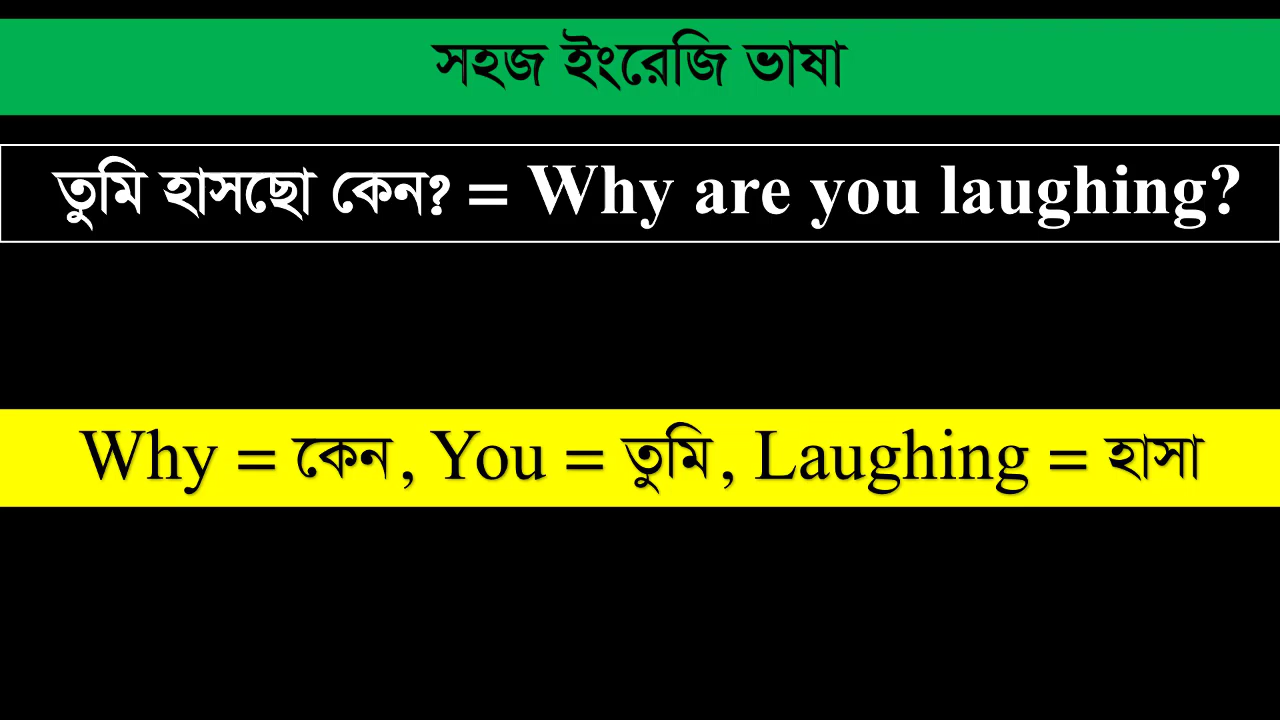 সহজ ইংরেজি ভাষা
তুমি হাসছো কেন? = Why are you laughing?
Why = কেন, You = তুমি, Laughing = হাসা